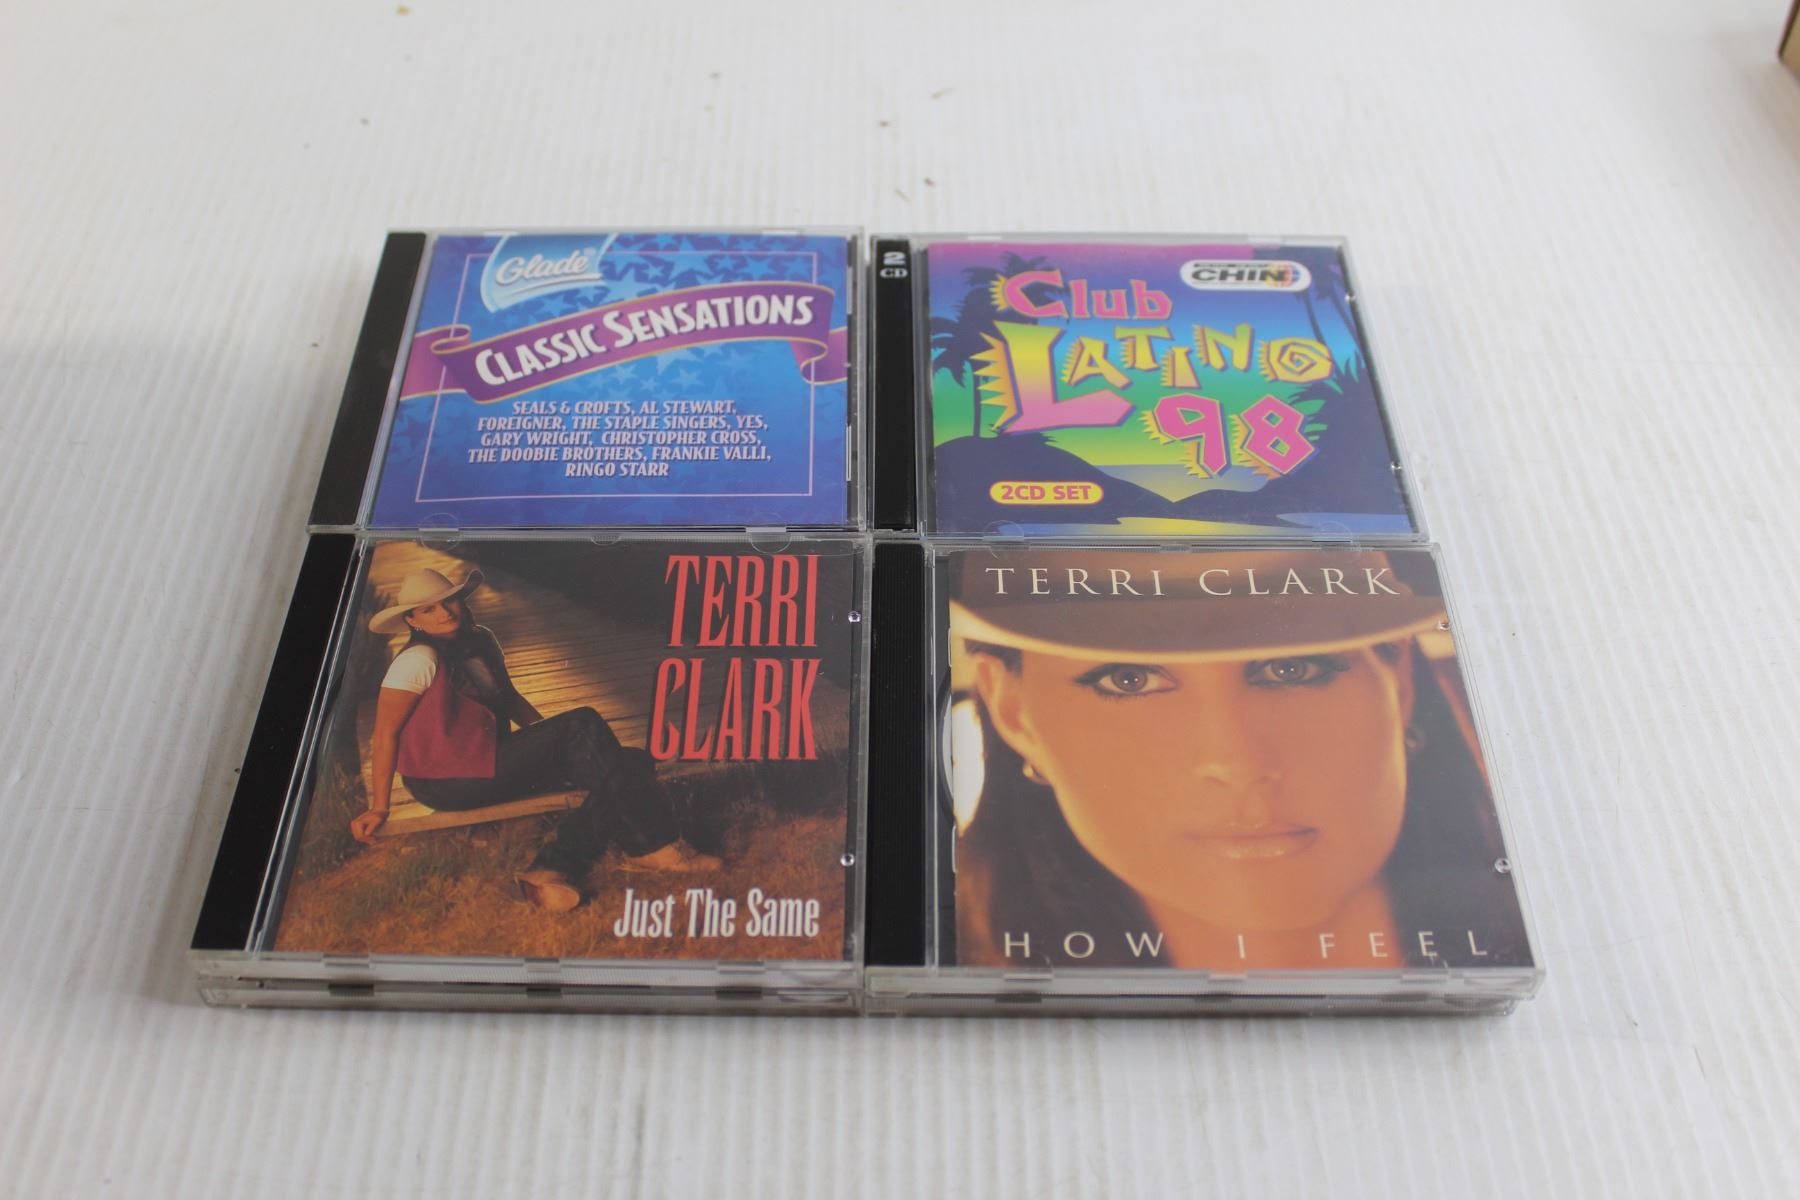 Glade®
CLASSIC SENSATIONS
SEALS & CROFTS, AL STEWART,
FOREIGNER, THE STAPLE SINGERS, YES,
GARY WRIGHT, CHRISTOPHER CROSS,
THE DOOBIE BROTHERS, FRANKIE VALLI,
RINGO STARR
2
CD
CHIN
Club
LATINO
98
2CD SET
TERRI
CLARK
Just The Same
TERRI CLARK
HOW I FEEL